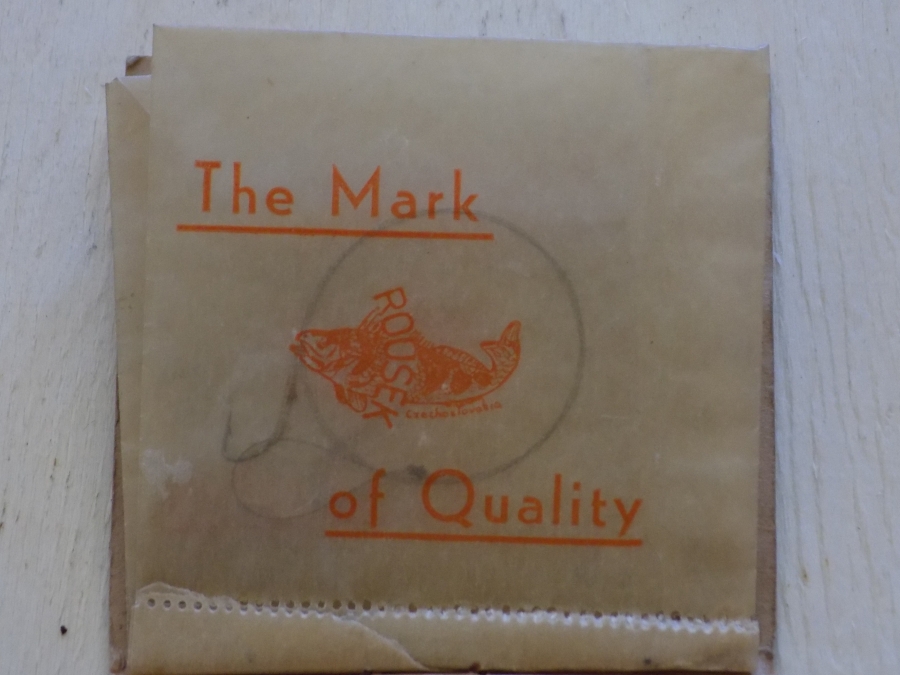 The Mark
ROUSEK
Czechoslovakia
of Quality